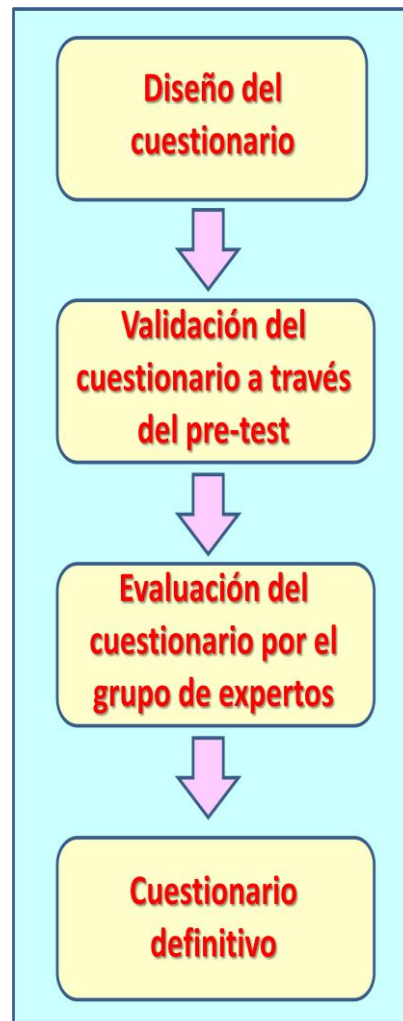 Diseño del
cuestionario
Validación del
cuestionario a través
del pre-test
Evaluación del
cuestionario por el
grupo de expertos
Cuestionario
definitivo